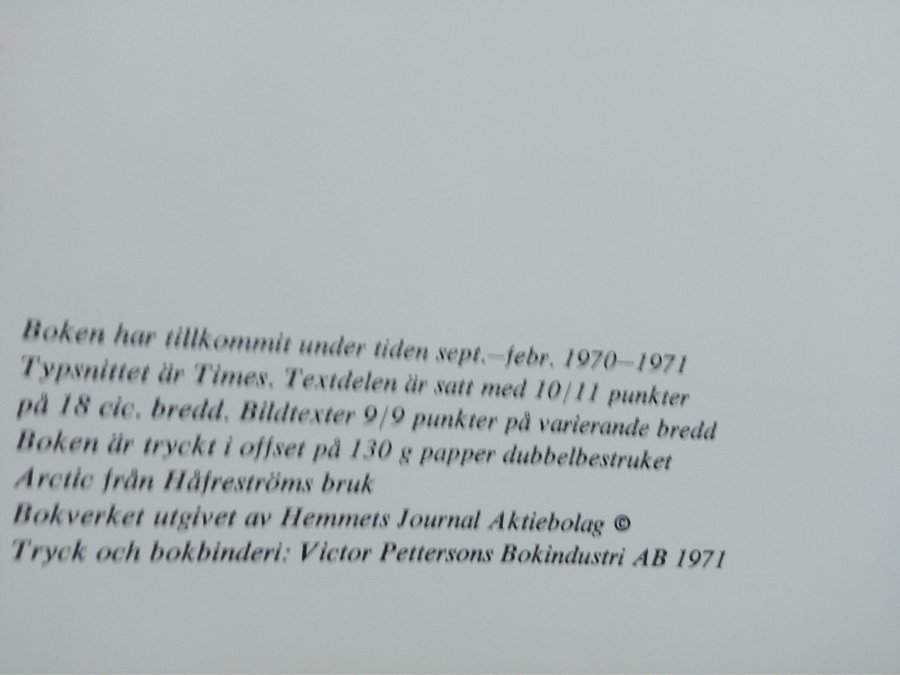 Boken har tillkommit under tiden sept.–febr. 1970–1971
Typsnittet är Times. Textdelen är satt med 10/11 punkter
på 18 cic. bredd. Bildtexter 9/9 punkter på varierande bredd
Boken är tryckt i offset på 130 g papper dubbelbestruket
Arctic från Håfreströms bruk
Bokverket utgivet av Hemmets Journal Aktiebolag ©
Tryck och bokbinderi: Victor Pettersons Bokindustri AB 1971